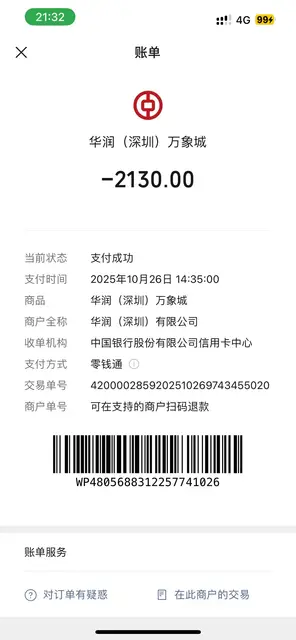 21:32
4G 99
账单
华润（深圳）万象城
-2130.00
当前状态 支付成功
支付时间 2025年10月26日 14:35:00
商品 华润（深圳）万象城
商户全称 华润（深圳）有限公司
收单机构 中国银行股份有限公司信用卡中心
支付方式 零钱通
交易单号 4200002859202510269743455020
商户单号 可在支持的商户扫码退款
WP4805688312257741026
账单服务
对订单有疑惑
在此商户的交易